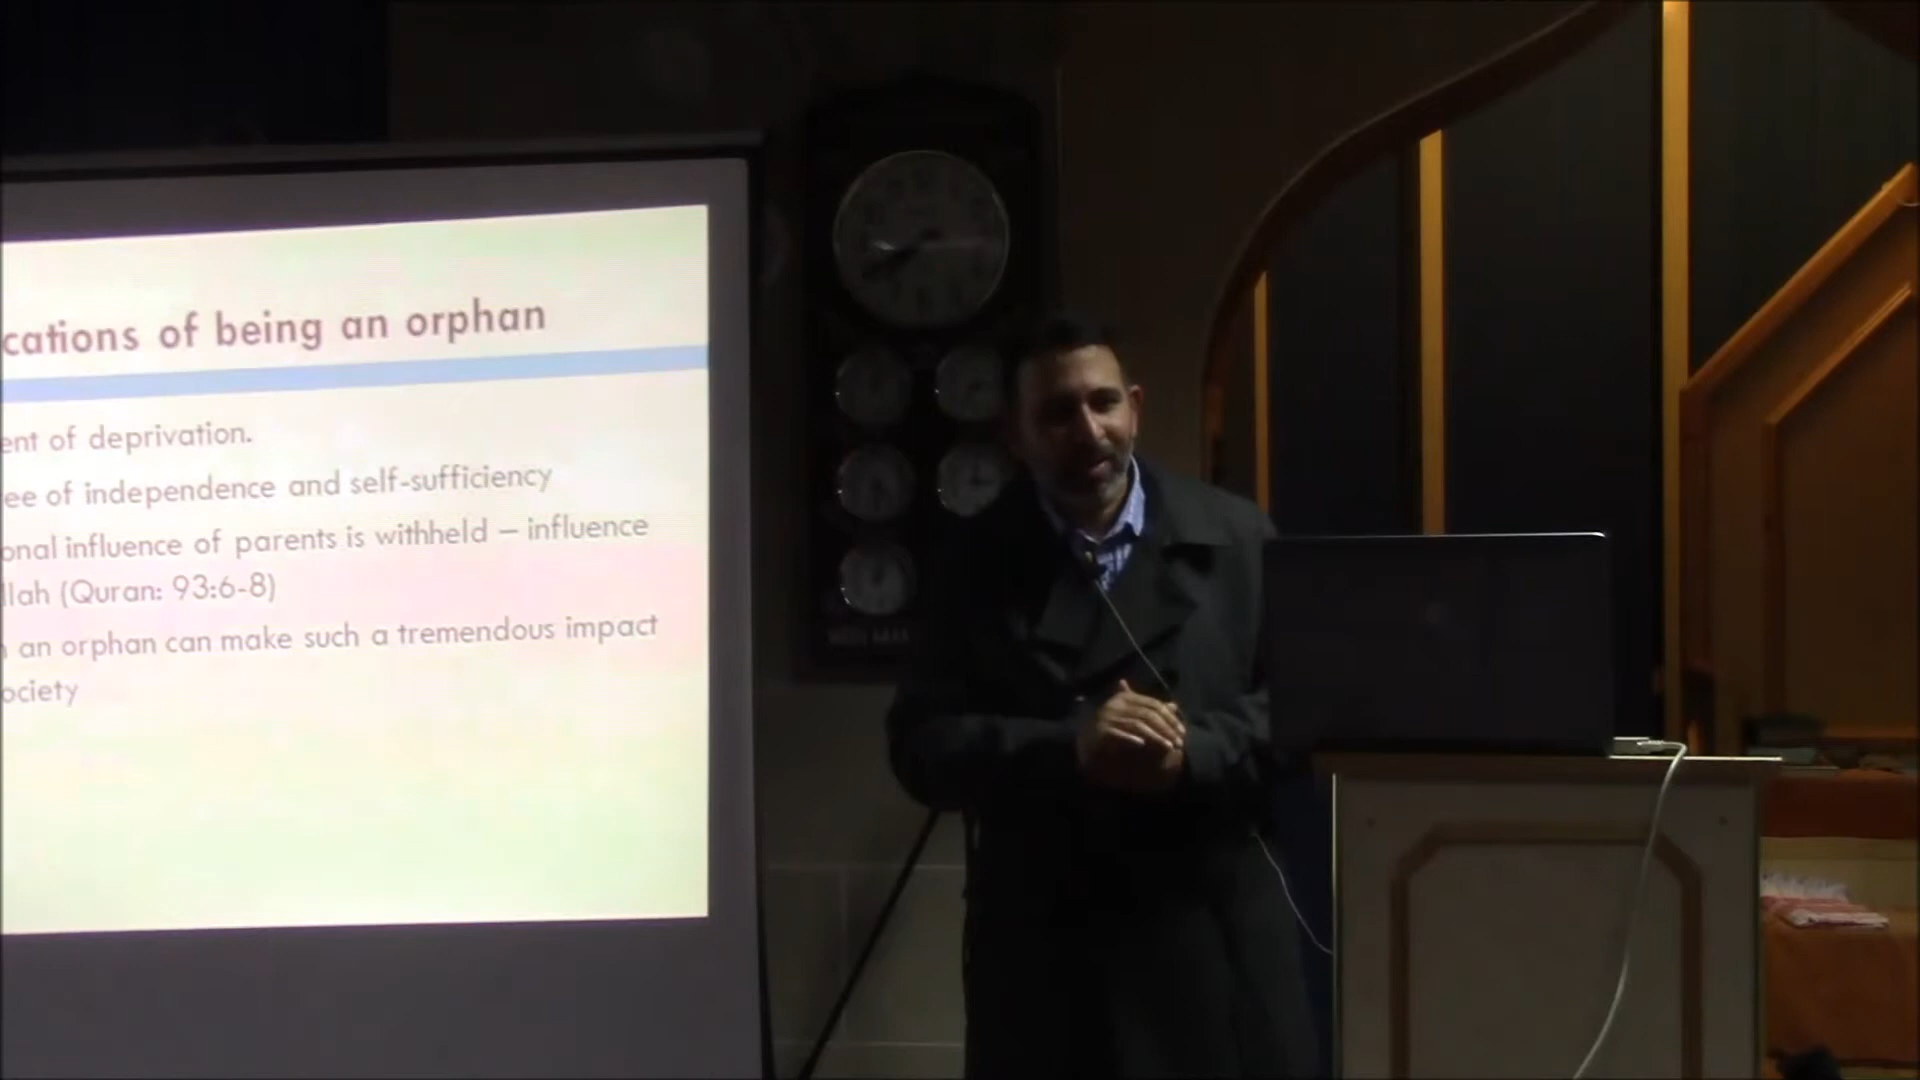 cations of being an orphan
ent of deprivation.
ee of independence and self-sufficiency
onal influence of parents is withheld – influence
llah (Quran: 93:6-8)
an orphan can make such a tremendous impact
ociety